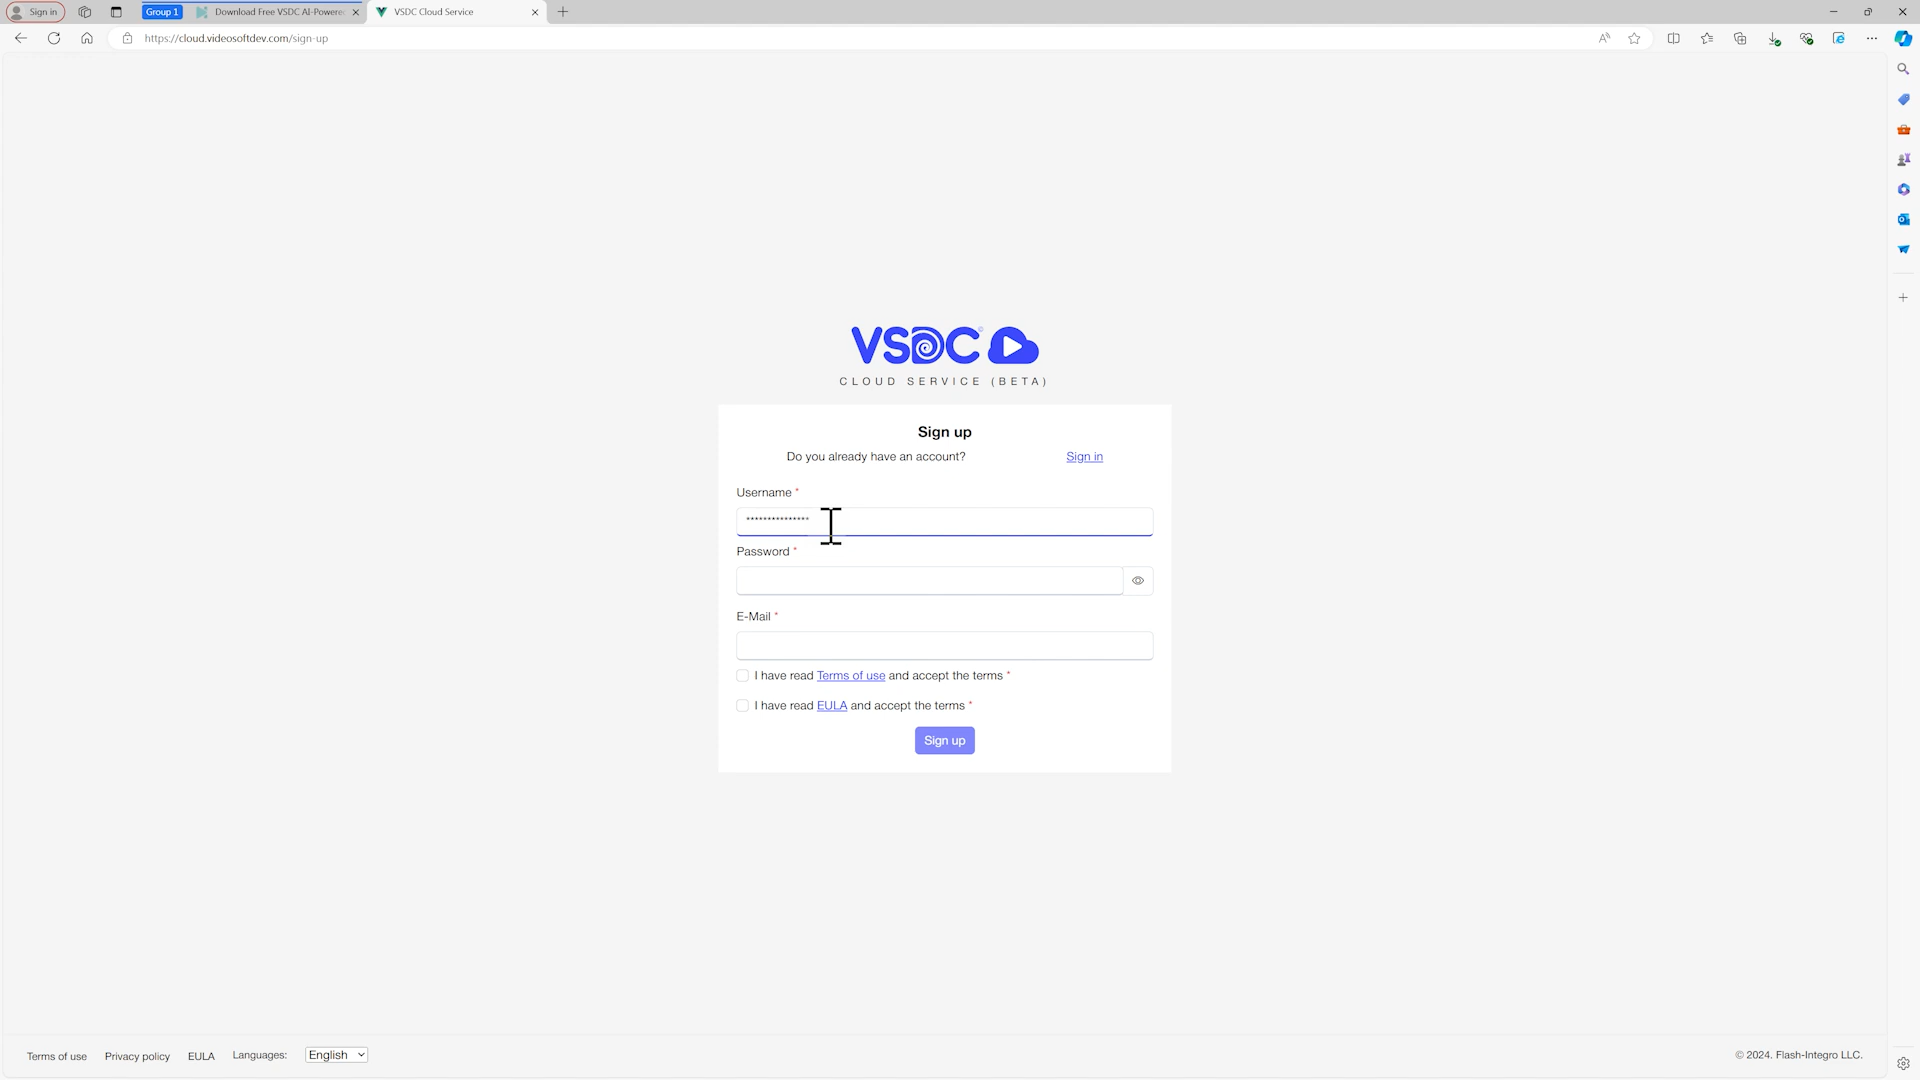 Sign in
Group 1
Download Free VSDC AI-Powere
VSDC Cloud Service
https://cloud.videosoftdev.com/sign-up
VSDC
CLOUD SERVICE (BETA)
Sign up
Do you already have an account? Sign in
Username *
***************
Password *
E-Mail *
I have read Terms of use and accept the terms *
I have read EULA and accept the terms *
Sign up
Terms of use Privacy policy EULA Languages: English © 2024. Flash-Integro LLC.